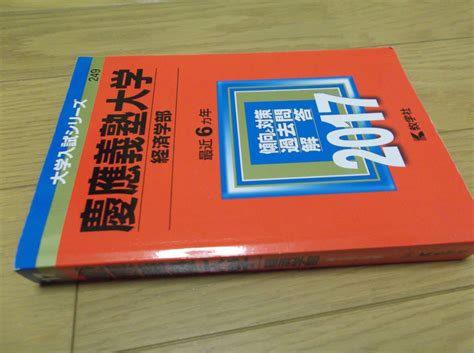 大学入試シリーズ
249
慶應義塾大学
経済学部
最近6カ年
2017
傾向と対策
過去問
解答
教学社